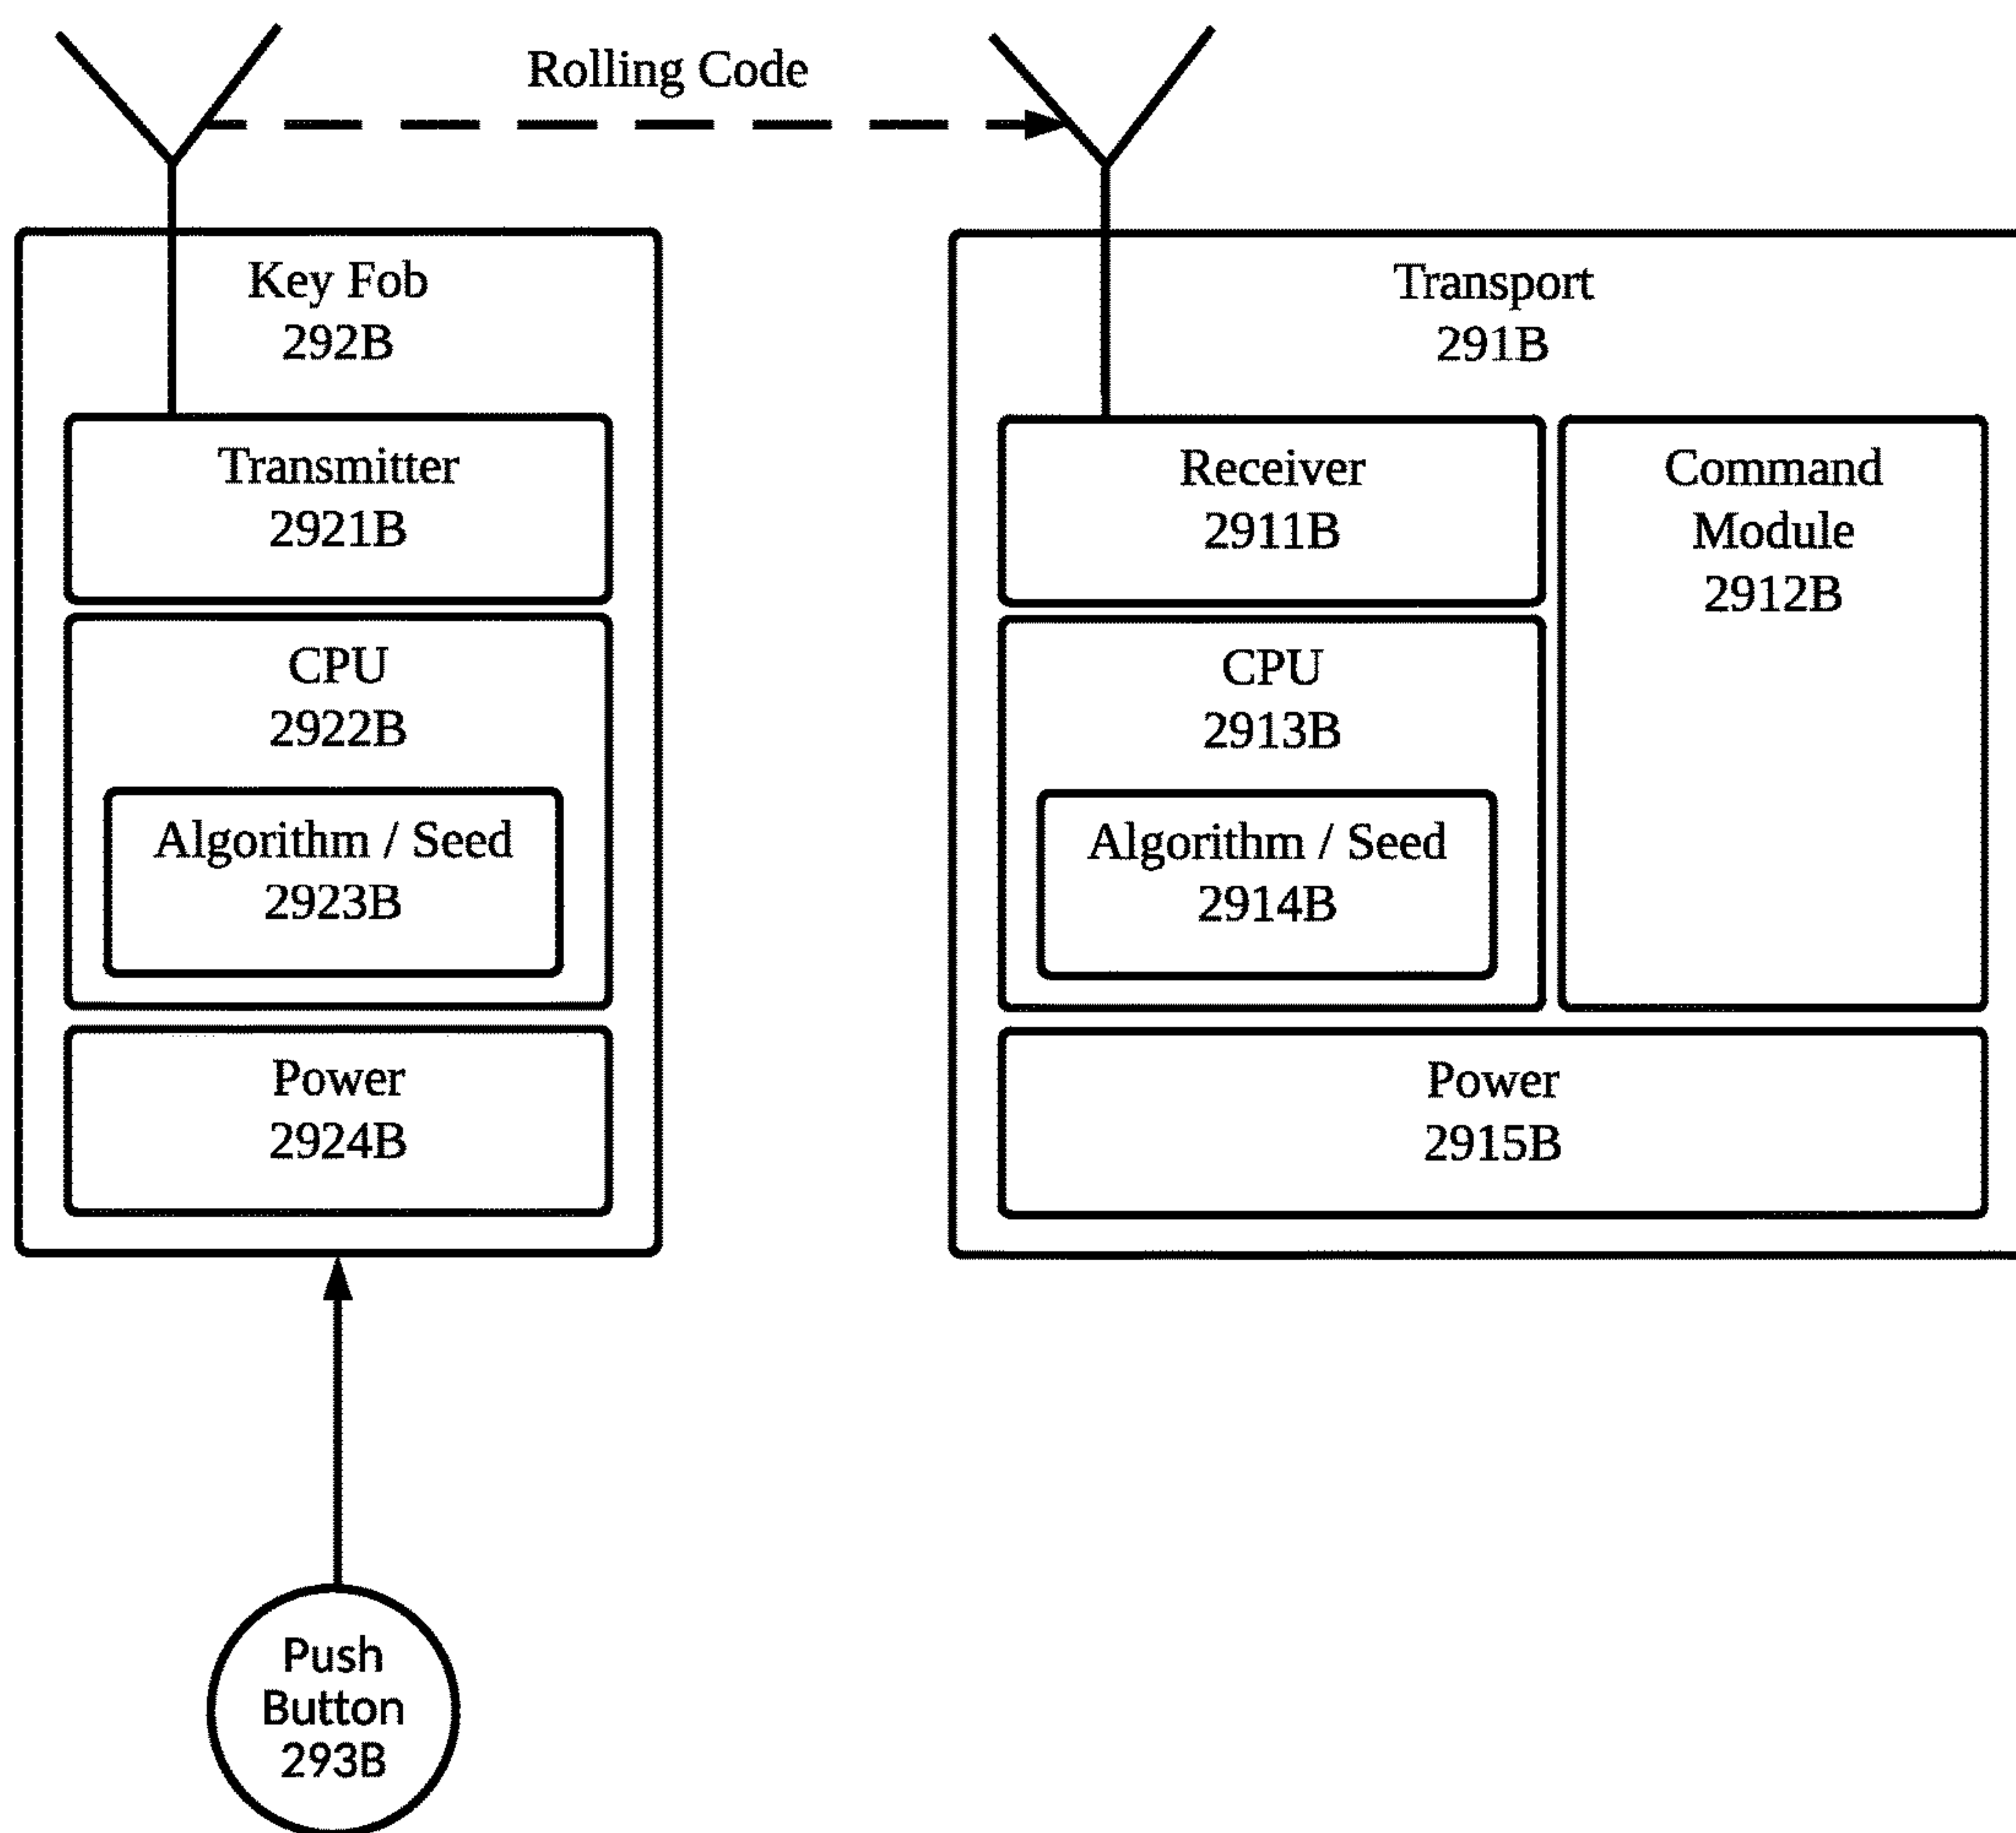 Rolling Code
Key Fob
292B
Transmitter
2921B
CPU
2922B
Algorithm / Seed
2923B
Power
2924B
Transport
291B
Receiver
2911B
Command
Module
2912B
CPU
2913B
Algorithm / Seed
2914B
Power
2915B
Push
Button
293B